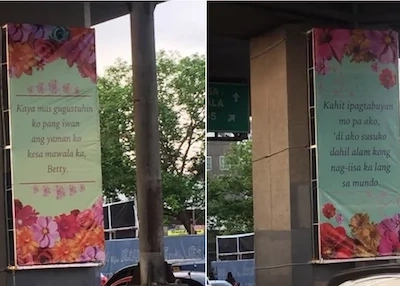 Kaya mas gugustuhin
ko pang iwan
ang yaman ko
kesa mawala ka,
Betty.
Kahit ipagtabuyan
mo pa ako,
'di ako susuko
dahil alam kong
nag-iisa ka lang
sa mundo.